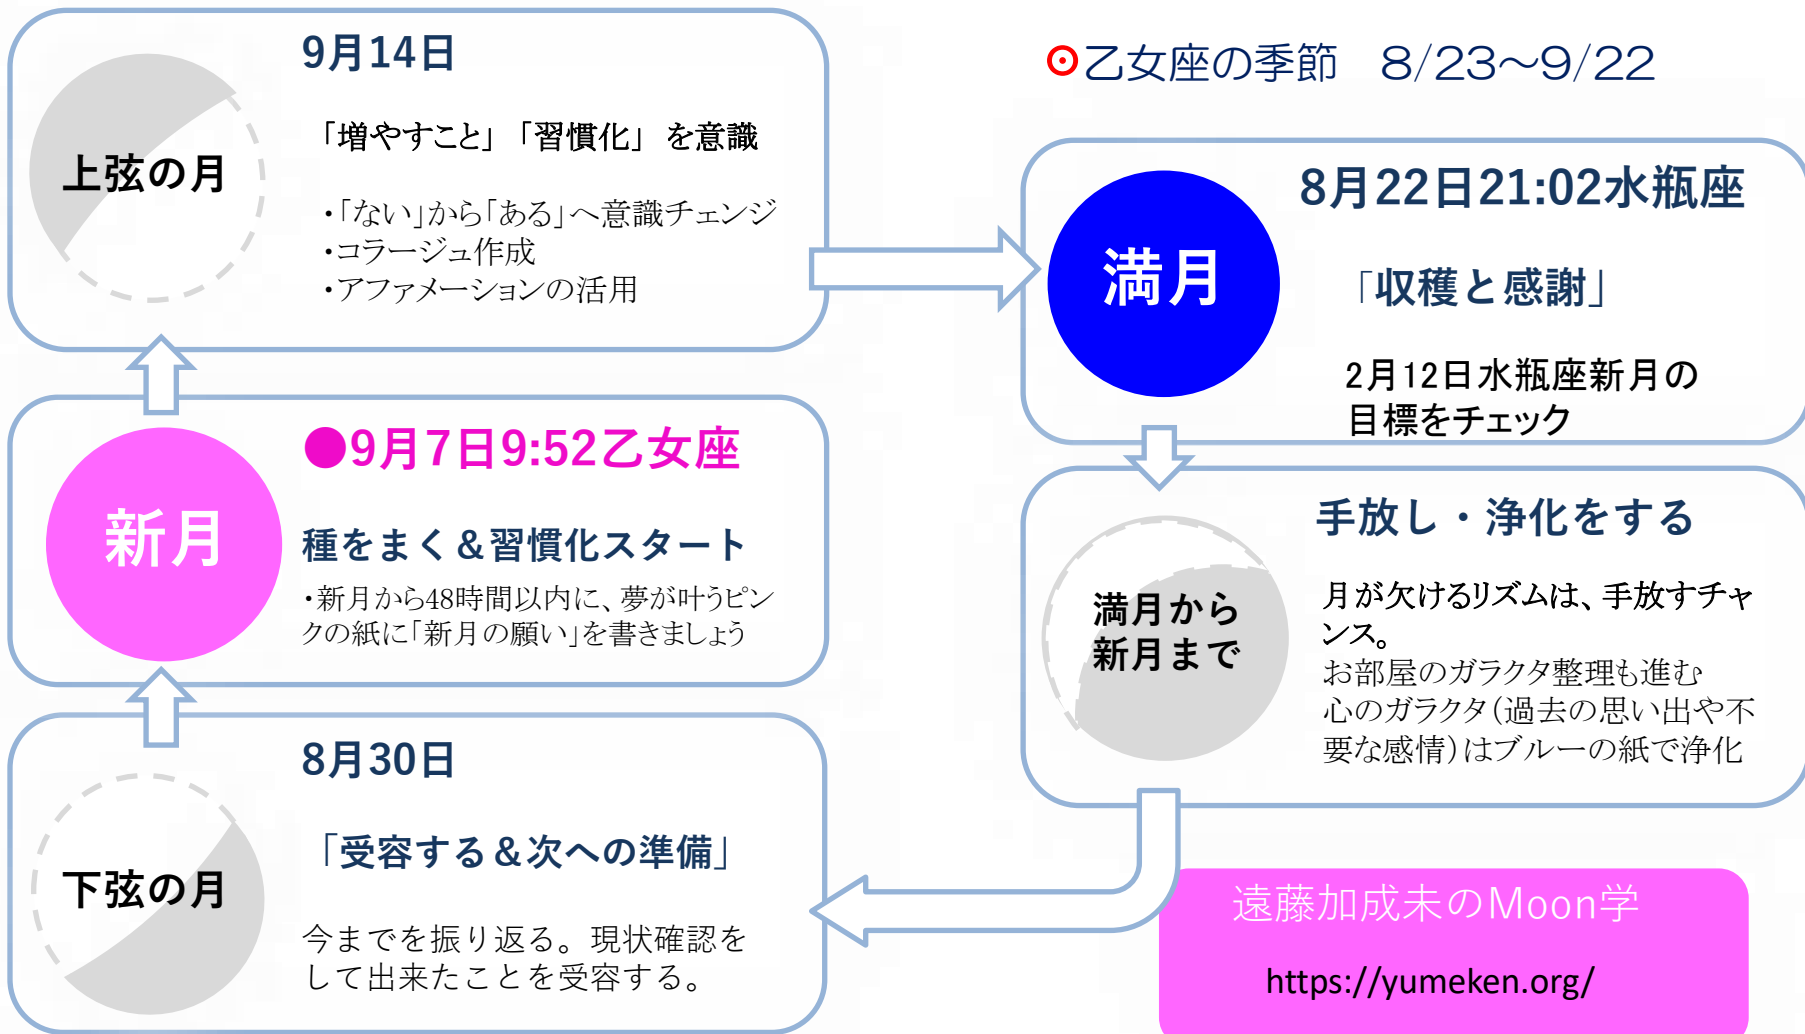 9月14日
「増やすこと」「習慣化」を意識
・「ない」から「ある」へ意識チェンジ
・コラージュ作成
・アファメーションの活用
上弦の月
●9月7日9:52乙女座
新月
種をまく＆習慣化スタート
・新月から48時間以内に、夢が叶うピン
クの紙に「新月の願い」を書きましょう
8月30日
「受容する＆次への準備」
下弦の月
今までを振り返る。現状確認を
して出来たことを受容する。
⊙乙女座の季節　8/23～9/22
8月22日21:02水瓶座
満月
「収穫と感謝」
2月12日水瓶座新月の
目標をチェック
手放し・浄化をする
満月から
新月まで
月が欠けるリズムは、手放すチャ
ンス。
お部屋のガラクタ整理も進む
心のガラクタ（過去の思い出や不
要な感情）はブルーの紙で浄化
遠藤加成未のMoon学
https://yumeken.org/